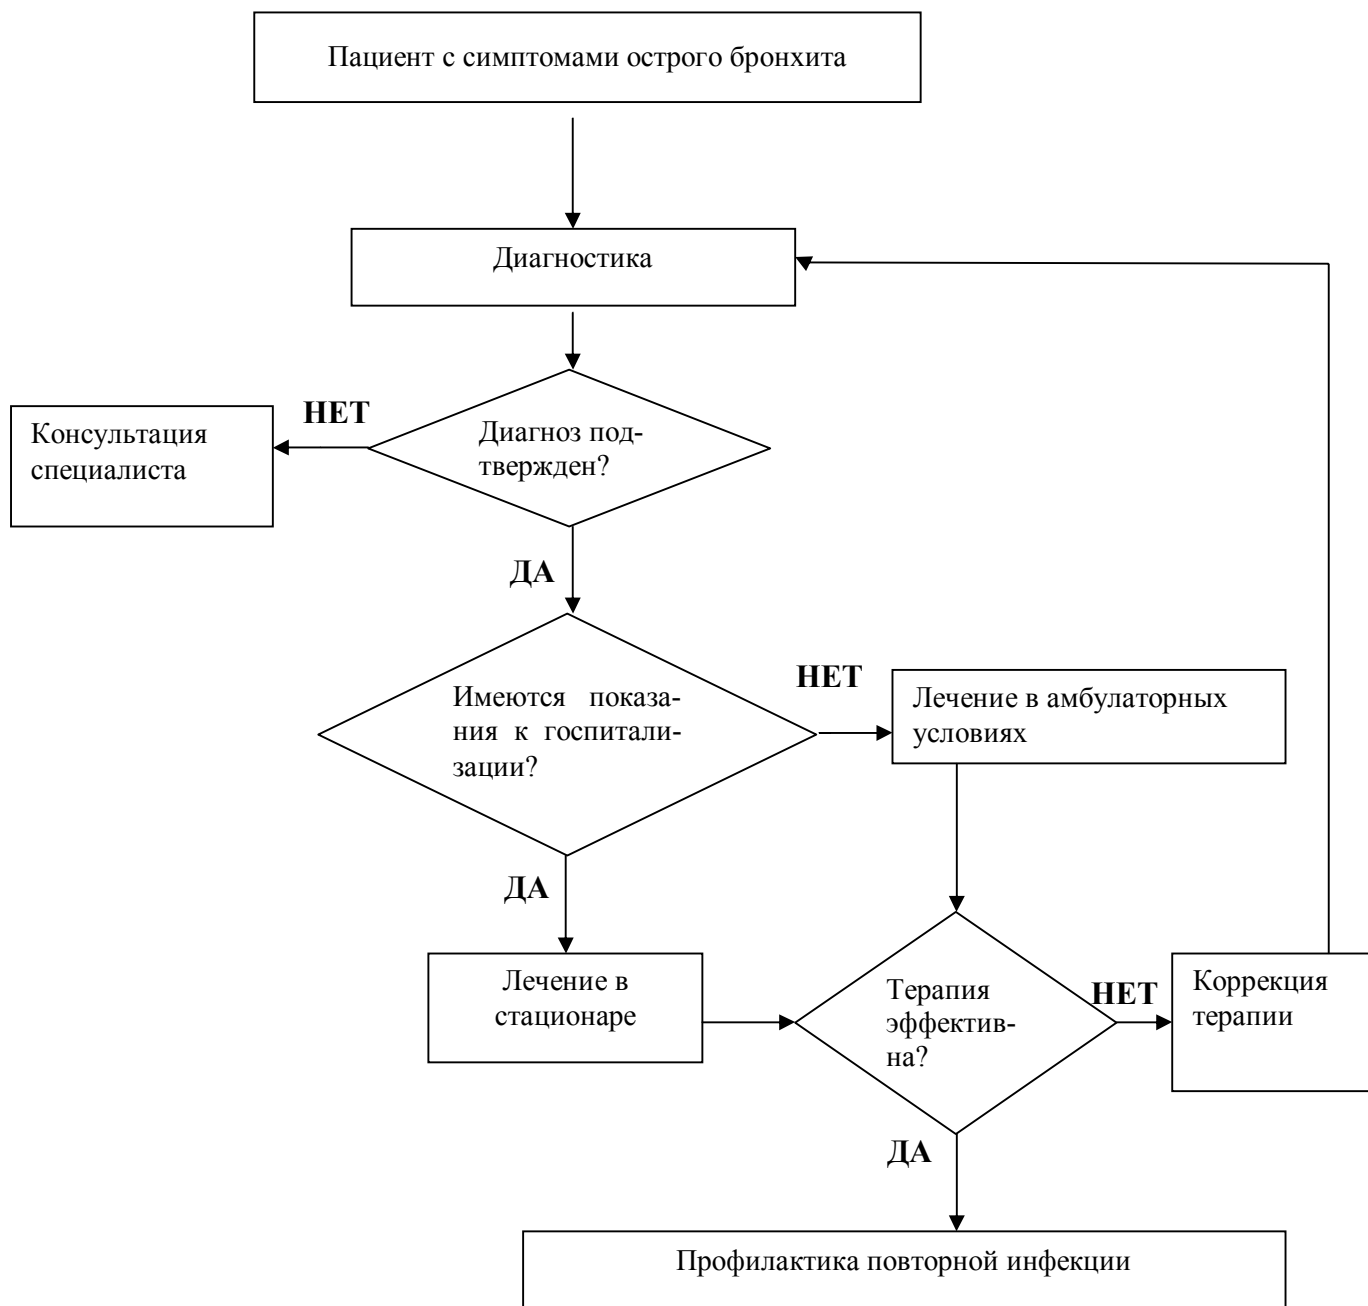 Пациент с симптомами острого бронхита
Диагностика
НЕТ
Консультация
специалиста
Диагноз под-
твержден?
ДА
Имеются показа-
ния к госпитали-
зации?
НЕТ
Лечение в амбулаторных
условиях
ДА
Лечение в
стационаре
Терапия
эффектив-
на?
НЕТ
Коррекция
терапии
ДА
Профилактика повторной инфекции